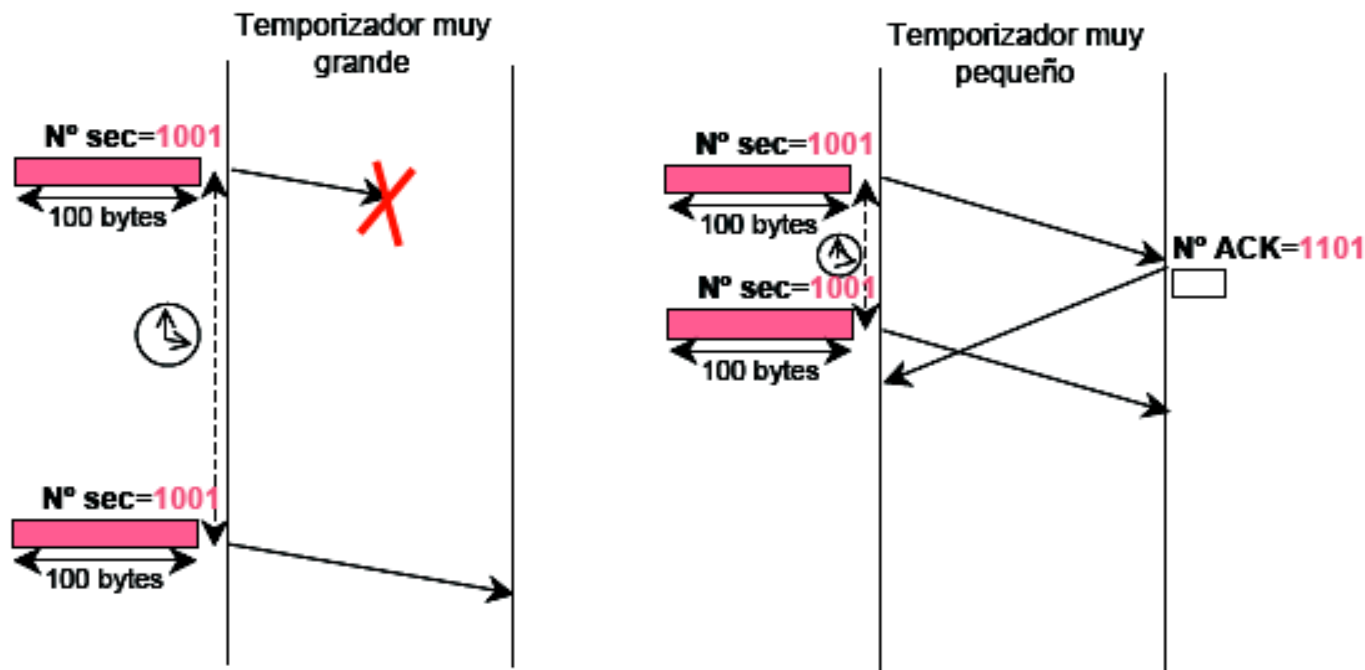 Temporizador muy
grande
Nº sec=1001
100 bytes
Nº sec=1001
100 bytes
Temporizador muy
pequeño
Nº sec=1001
100 bytes
Nº ACK=1101
Nº sec=1001
100 bytes